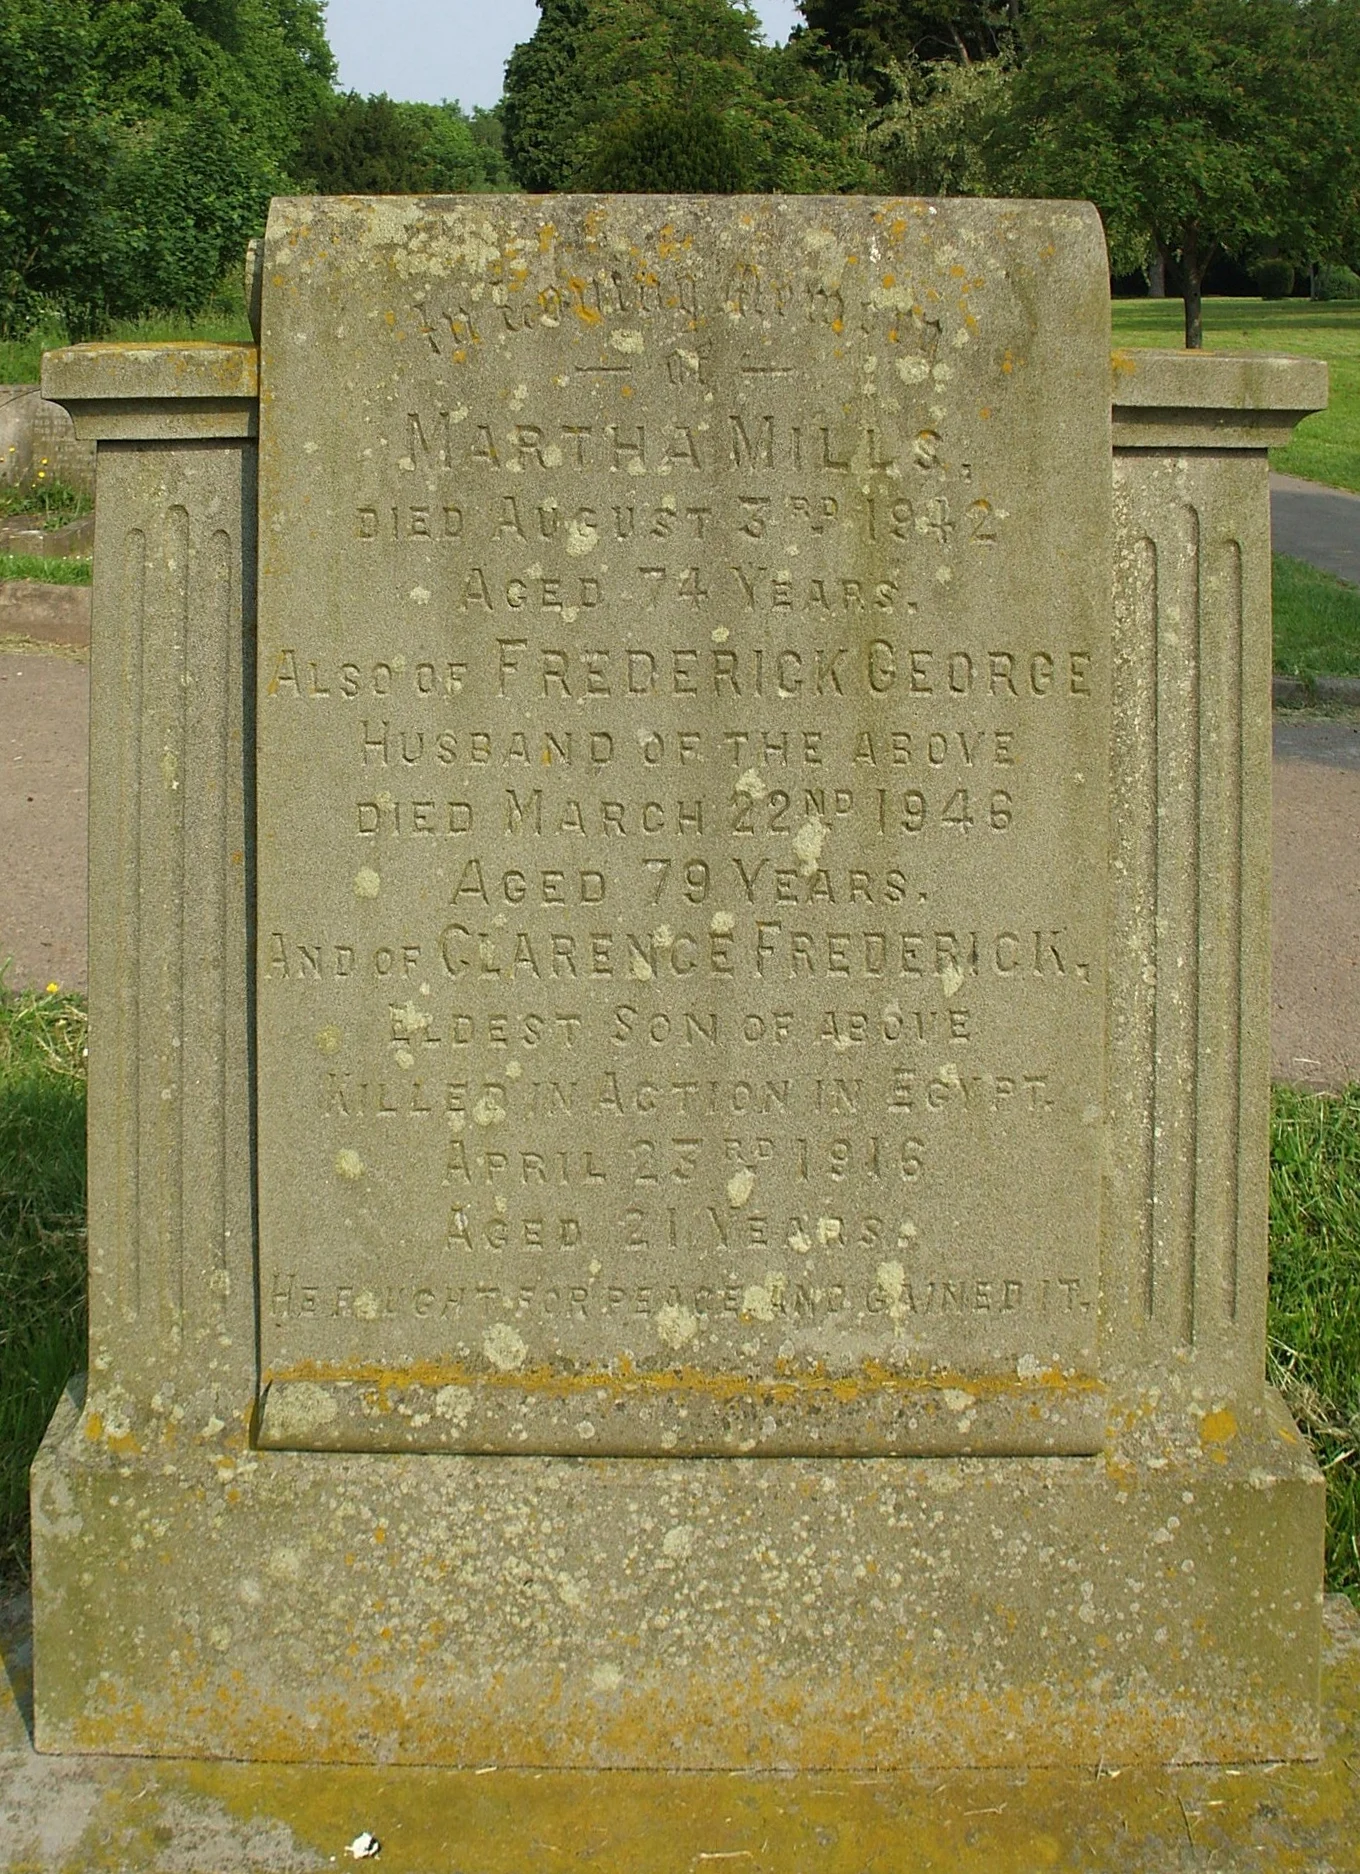 In Loving Memory
— of —
MARTHA MILLS,
DIED AUGUST 3RD 1942
AGED 74 YEARS.
ALSO OF FREDERICK GEORGE
HUSBAND OF THE ABOVE
DIED MARCH 22ND 1946
AGED 79 YEARS.
AND OF CLARENCE FREDERICK,
ELDEST SON OF ABOVE
KILLED IN ACTION IN EGYPT.
APRIL 23RD 1916
AGED 21 YEARS.
HE FOUGHT FOR PEACE AND GAINED IT.